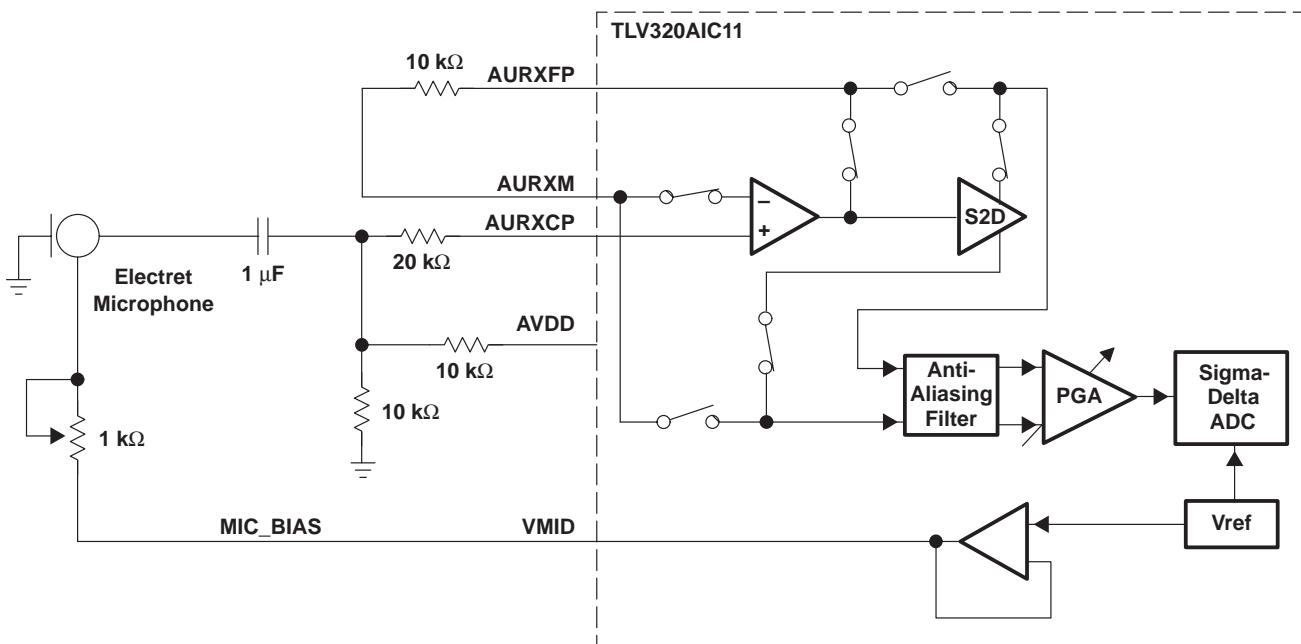 TLV320AIC11
10 kΩ
AURXFP
AURXM
AURXCP
S2D
20 kΩ
1 μF
Electret
Microphone
AVDD
10 kΩ
10 kΩ
1 kΩ
Anti-
Aliasing
Filter
PGA
Sigma-
Delta
ADC
MIC_BIAS
VMID
Vref
−
+